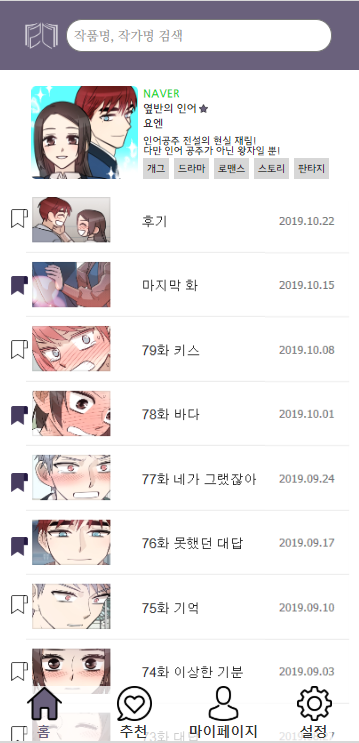 작품명, 작가명 검색
NAVER
옆반의 인어
요엔
인어공주 전설의 현실 재림!
다만 인어 공주가 아닌 왕자일 뿐!
개그 드라마 로맨스 스토리 판타지
후기 2019.10.22
마지막 화 2019.10.15
79화 키스 2019.10.08
78화 바다 2019.10.01
77화 네가 그랬잖아 2019.09.24
76화 못했던 대답 2019.09.17
75화 기억 2019.09.10
74화 이상한 기분 2019.09.03
73화 대답
홈 추천 마이페이지 설정